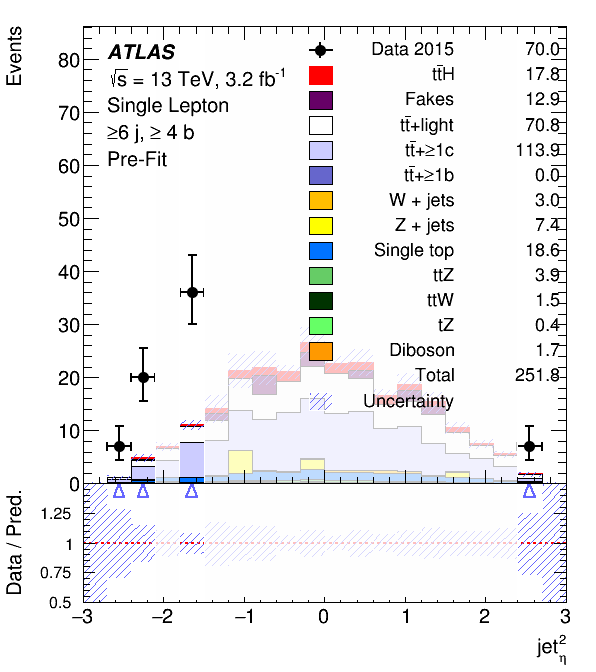 Events
80
70
60
50
40
30
20
10
0
ATLAS
√s = 13 TeV, 3.2 fb-1
Single Lepton
≥6 j, ≥ 4 b
Pre-Fit
Data 2015 70.0
tt̄H 17.8
Fakes 12.9
tt̄+light 70.8
tt̄+≥1c 113.9
tt̄+≥1b 0.0
W + jets 3.0
Z + jets 7.4
Single top 18.6
ttZ 3.9
ttW 1.5
tZ 0.4
Diboson 1.7
Total 251.8
Uncertainty
Data / Pred.
1.25
1
0.75
0.5
−3 −2 −1 0 1 2 3
jet2η